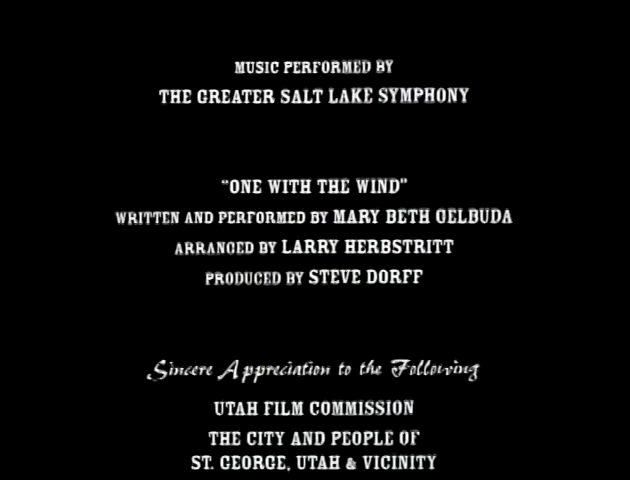 MUSIC PERFORMED BY
THE GREATER SALT LAKE SYMPHONY
"ONE WITH THE WIND"
WRITTEN AND PERFORMED BY MARY BETH GELBUDA
ARRANGED BY LARRY HERBSTRITT
PRODUCED BY STEVE DORFF
Sincere Appreciation to the Following
UTAH FILM COMMISSION
THE CITY AND PEOPLE OF
ST. GEORGE, UTAH & VICINITY